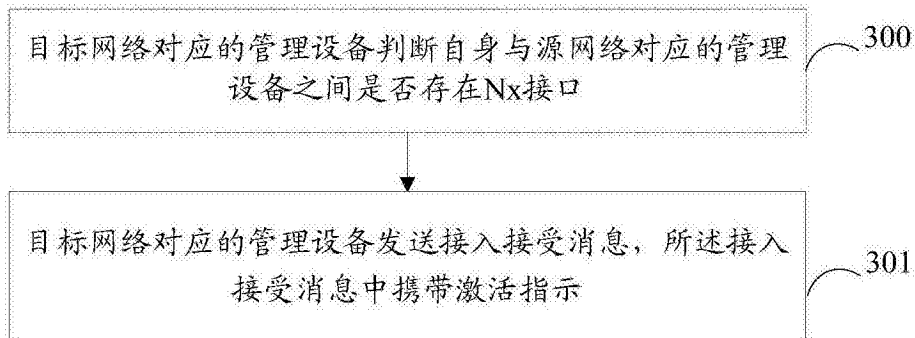 目标网络对应的管理设备判断自身与源网络对应的管理
设备之间是否存在Nx接口
300
目标网络对应的管理设备发送接入接受消息，所述接入
接受消息中携带激活指示
301